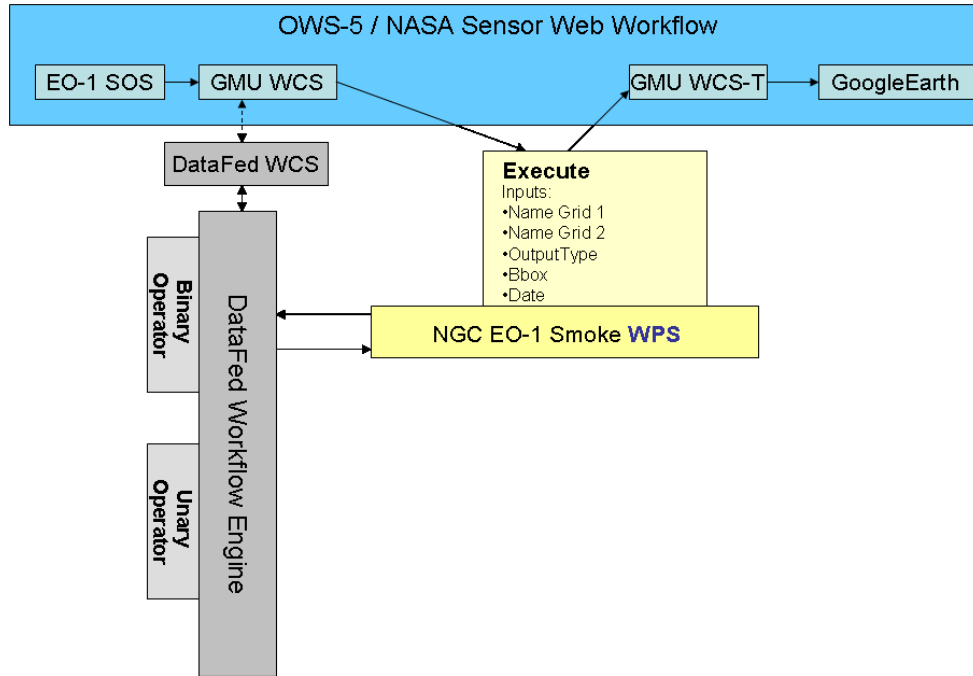 OWS-5 / NASA Sensor Web Workflow
EO-1 SOS
GMU WCS
GMU WCS-T
GoogleEarth
DataFed WCS
Execute
Inputs:
•Name Grid 1
•Name Grid 2
•OutputType
•Bbox
•Date
NGC EO-1 Smoke WPS
Binary
Operator
Unary
Operator
DataFed Workflow Engine